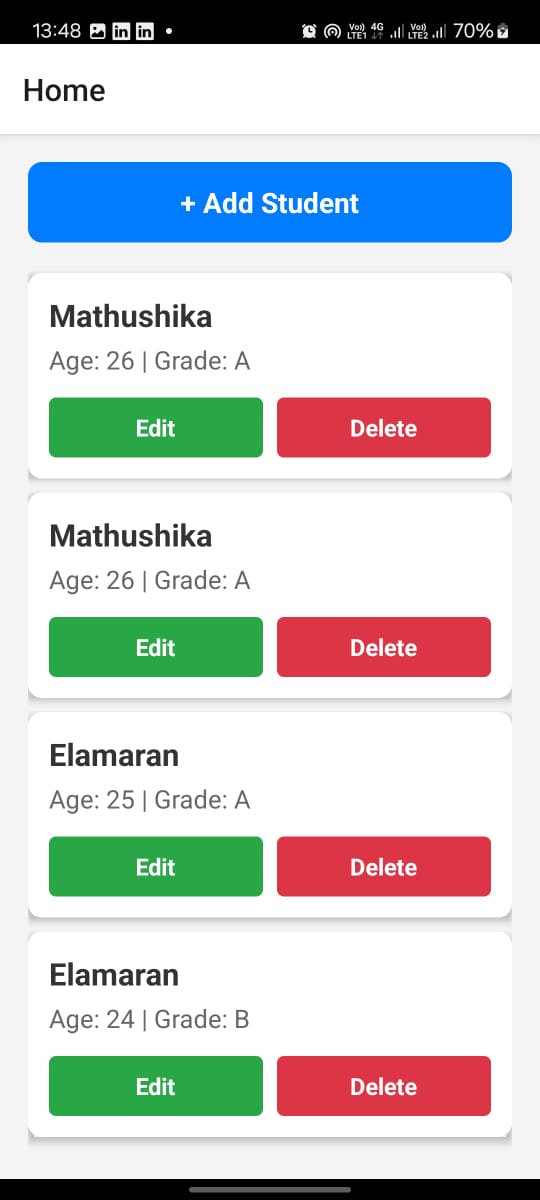 13:48 in in Vo)) LTE1 4G Vo)) LTE2 70%
Home
+ Add Student
Mathushika
Age: 26 | Grade: A
Edit Delete
Mathushika
Age: 26 | Grade: A
Edit Delete
Elamaran
Age: 25 | Grade: A
Edit Delete
Elamaran
Age: 24 | Grade: B
Edit Delete